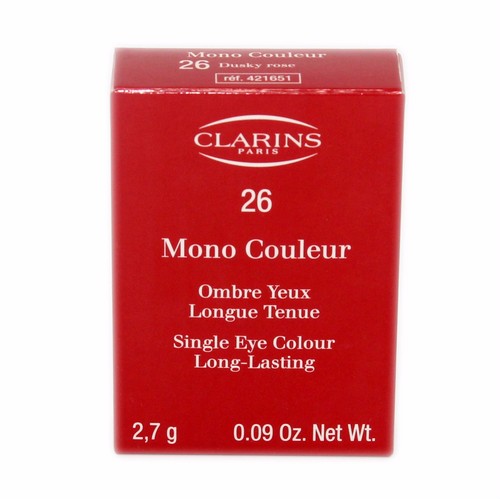 Mono Couleur
26 Dusky rose
réf. 421651
CLARINS
PARIS
26
Mono Couleur
Ombre Yeux
Longue Tenue
Single Eye Colour
Long-Lasting
2,7 g 0.09 Oz. Net Wt.